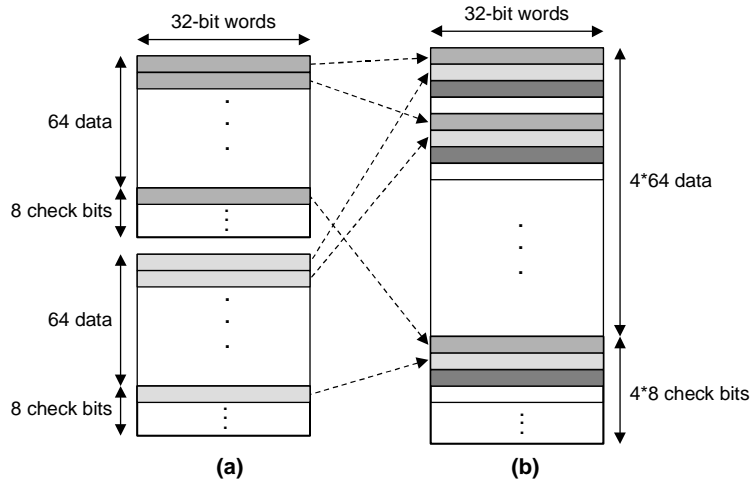 32-bit words
64 data
8 check bits
64 data
8 check bits
(a)
32-bit words
4*64 data
4*8 check bits
(b)